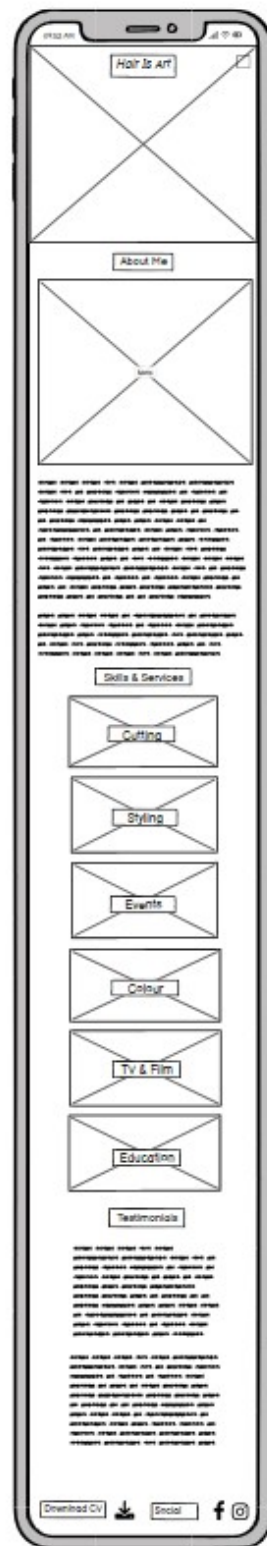 Hair Is Art
About Me
Skills & Services
Cutting
Styling
Events
Colour
Tv & Film
Education
Testimonials
Download CV
Social